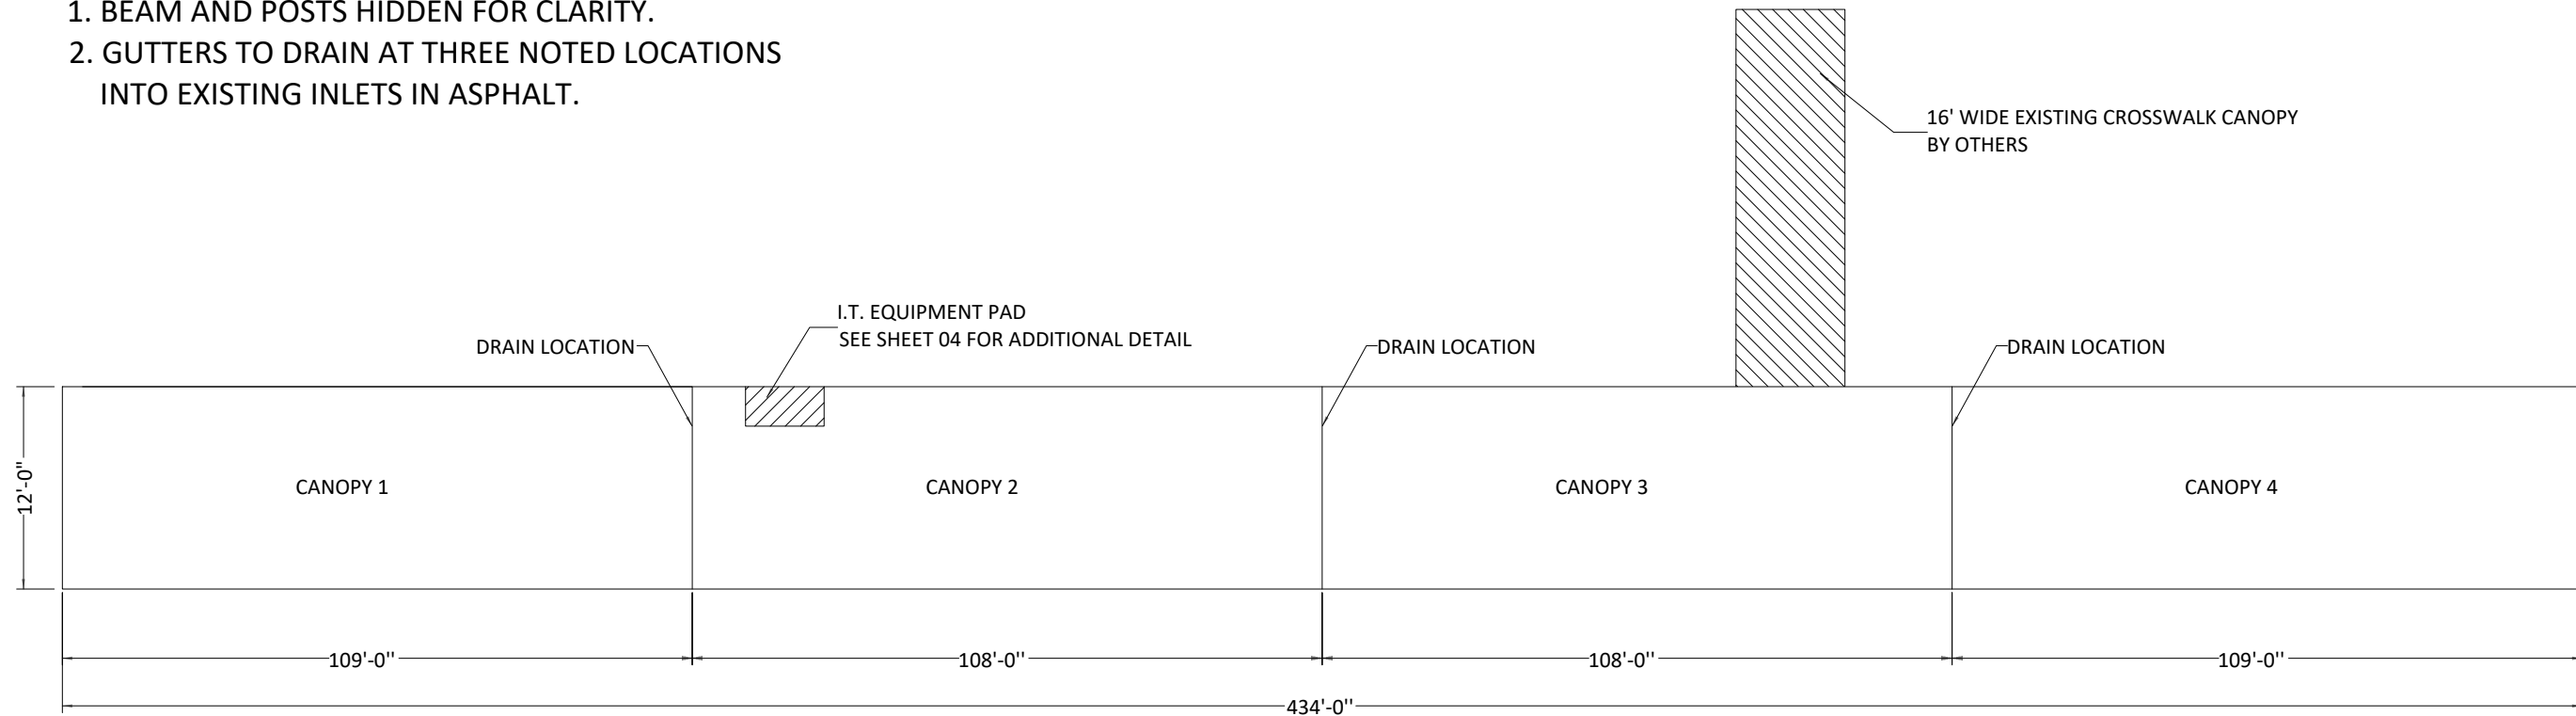 1. BEAM AND POSTS HIDDEN FOR CLARITY.
2. GUTTERS TO DRAIN AT THREE NOTED LOCATIONS
INTO EXISTING INLETS IN ASPHALT.
16' WIDE EXISTING CROSSWALK CANOPY
BY OTHERS
I.T. EQUIPMENT PAD
SEE SHEET 04 FOR ADDITIONAL DETAIL
DRAIN LOCATION
DRAIN LOCATION
DRAIN LOCATION
12'-0"
CANOPY 1
CANOPY 2
CANOPY 3
CANOPY 4
109'-0''
108'-0''
108'-0''
109'-0''
434'-0''